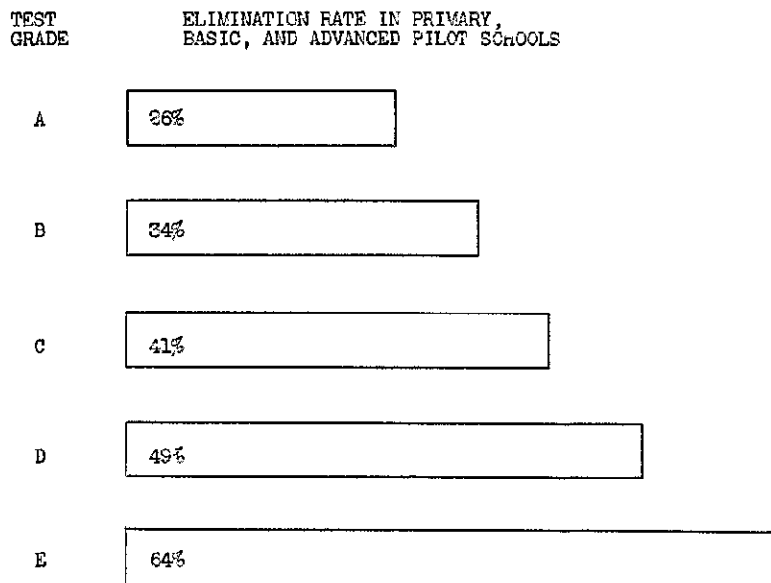 TEST
GRADE
ELIMINATION RATE IN PRIMARY,
BASIC, AND ADVANCED PILOT SCHOOLS
A 26%
B 34%
C 41%
D 49%
E 64%